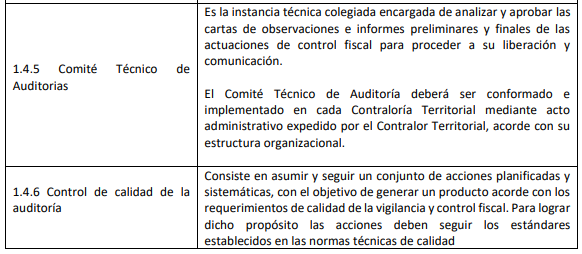 Es la instancia técnica colegiada encargada de analizar y aprobar las
cartas de observaciones e informes preliminares y finales de las
actuaciones de control fiscal para proceder a su liberación y
comunicación.
1.4.5 Comité Técnico de
Auditorias
El Comité Técnico de Auditoría deberá ser conformado e
implementado en cada Contraloría Territorial mediante acto
administrativo expedido por el Contralor Territorial, acorde con su
estructura organizacional.
1.4.6 Control de calidad de la
auditoría
Consiste en asumir y seguir un conjunto de acciones planificadas y
sistemáticas, con el objetivo de generar un producto acorde con los
requerimientos de calidad de la vigilancia y control fiscal. Para lograr
dicho propósito las acciones deben seguir los estándares
establecidos en las normas técnicas de calidad